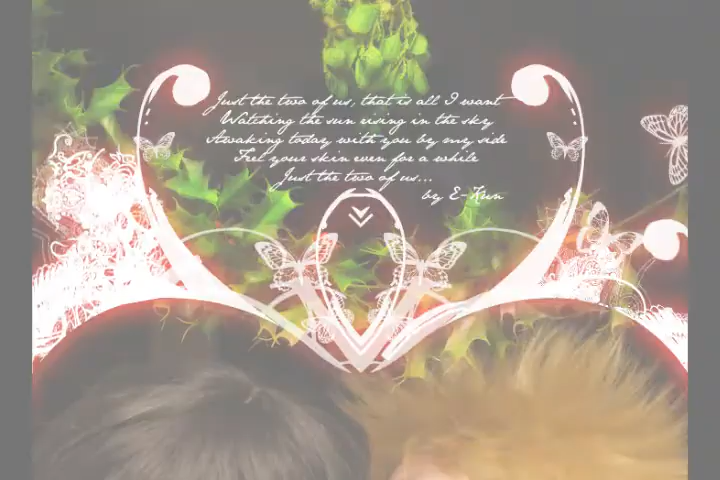 Just the two of us, that is all I want
Watching the sun rising in the sky
Awaking today with you by my side
Feel your skin even for a while
Just the two of us...
by E-Kun